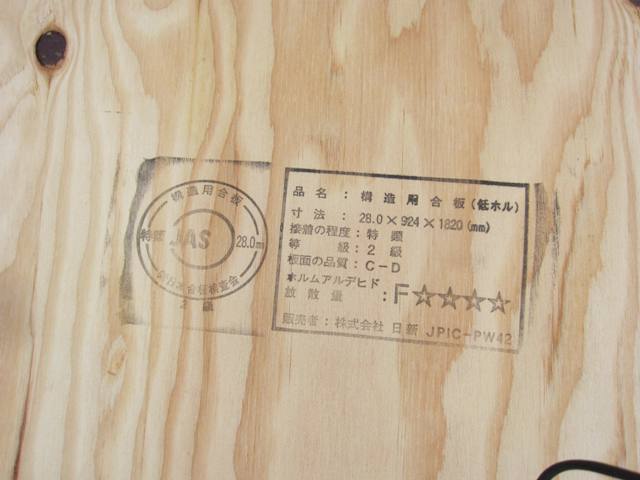 構造用合板
特類 JAS 28.0m
2 級
品 名 : 構 造 用 合 板 (低ホル)
寸 法 : 28.0×924×1820(mm)
接着の程度: 特 類
等 級: 2 級
板面の品質: C-D
ホルムアルデヒド
放 散 量 : F☆☆☆☆
販売者: 株式会社 日新 JPIC-PW42